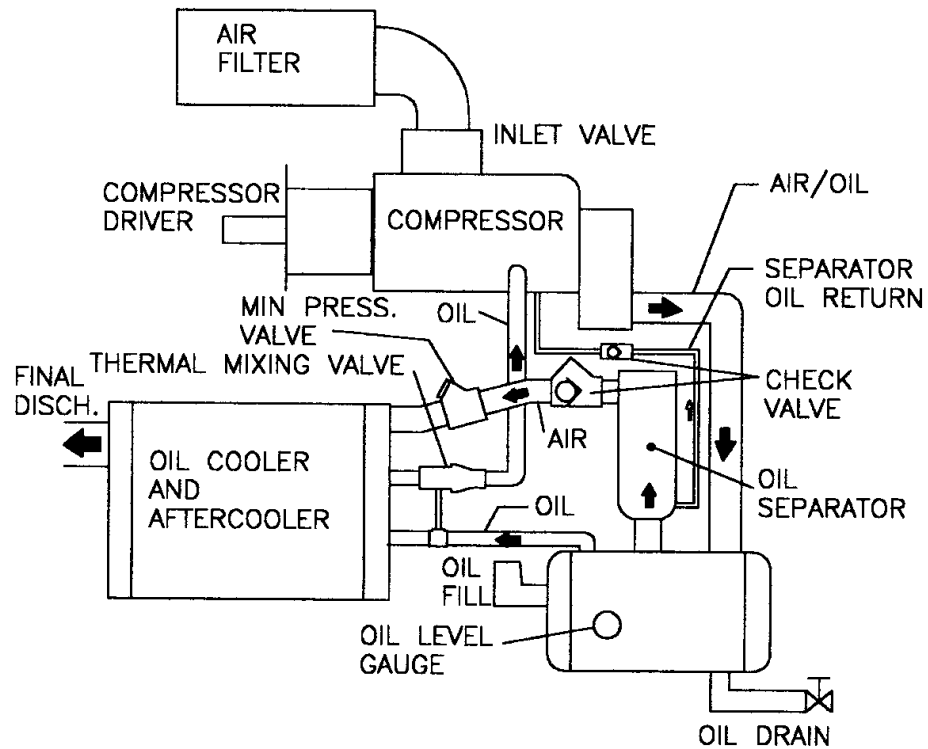 AIR
FILTER
INLET VALVE
COMPRESSOR
DRIVER
COMPRESSOR
AIR/OIL
SEPARATOR
OIL RETURN
MIN PRESS.
VALVE
OIL
THERMAL MIXING VALVE
FINAL
DISCH.
CHECK
VALVE
AIR
OIL COOLER
AND
AFTERCOOLER
OIL
SEPARATOR
OIL
OIL
FILL
OIL LEVEL
GAUGE
OIL DRAIN